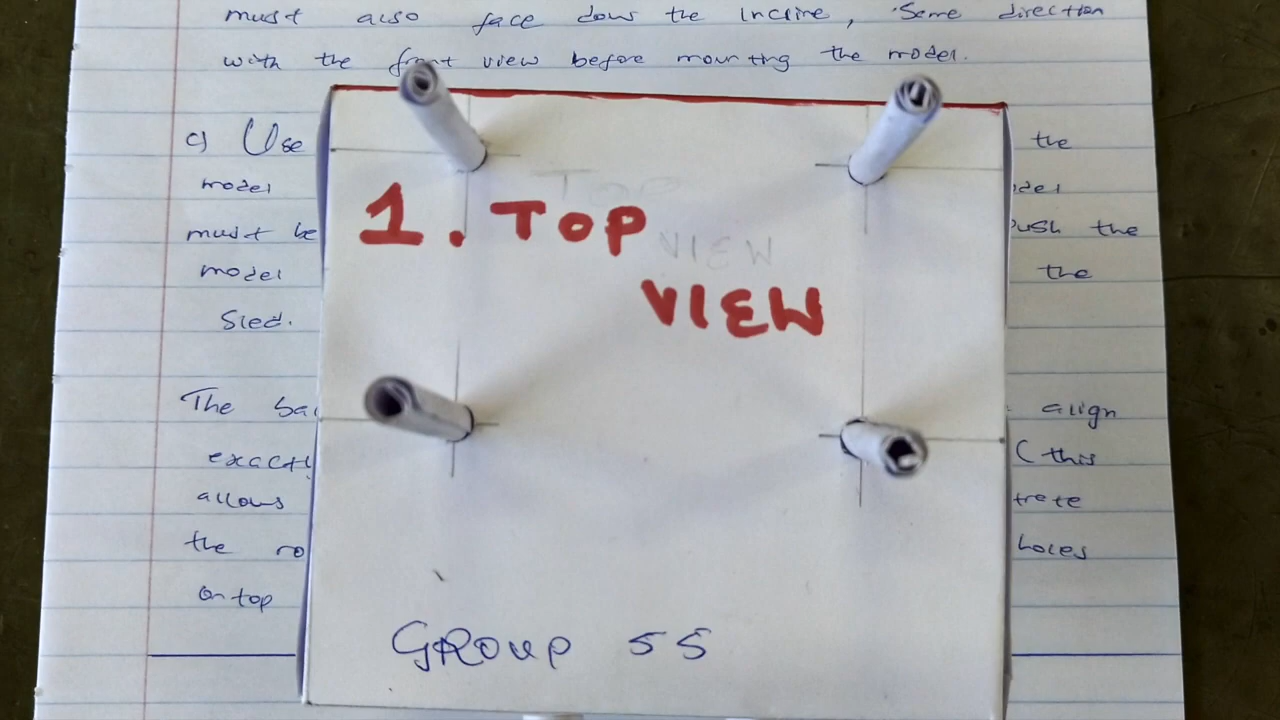 must also face down the incline, Same direction
with the front view before mounting the model.
c) Use the
model
must be push the
model the
Sled.
The align
(this
allows
the holes
on top
1. TOP
VIEW
TOP
VIEW
GROUP 55